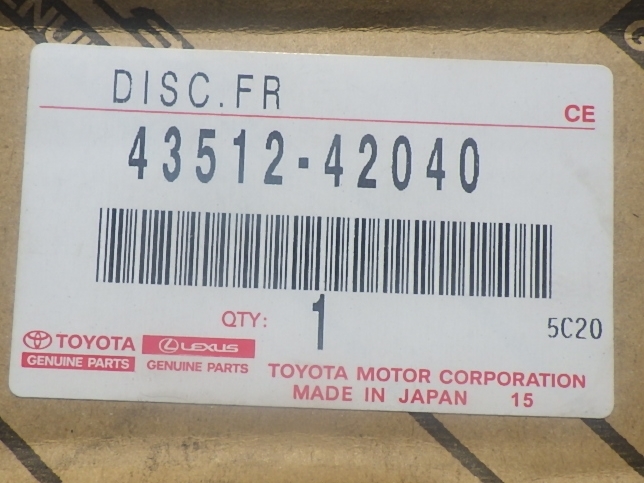 DISC.FR
CE
43512-42040
QTY: 1
5C20
TOYOTA LEXUS
GENUINE PARTS GENUINE PARTS
TOYOTA MOTOR CORPORATION
MADE IN JAPAN 15